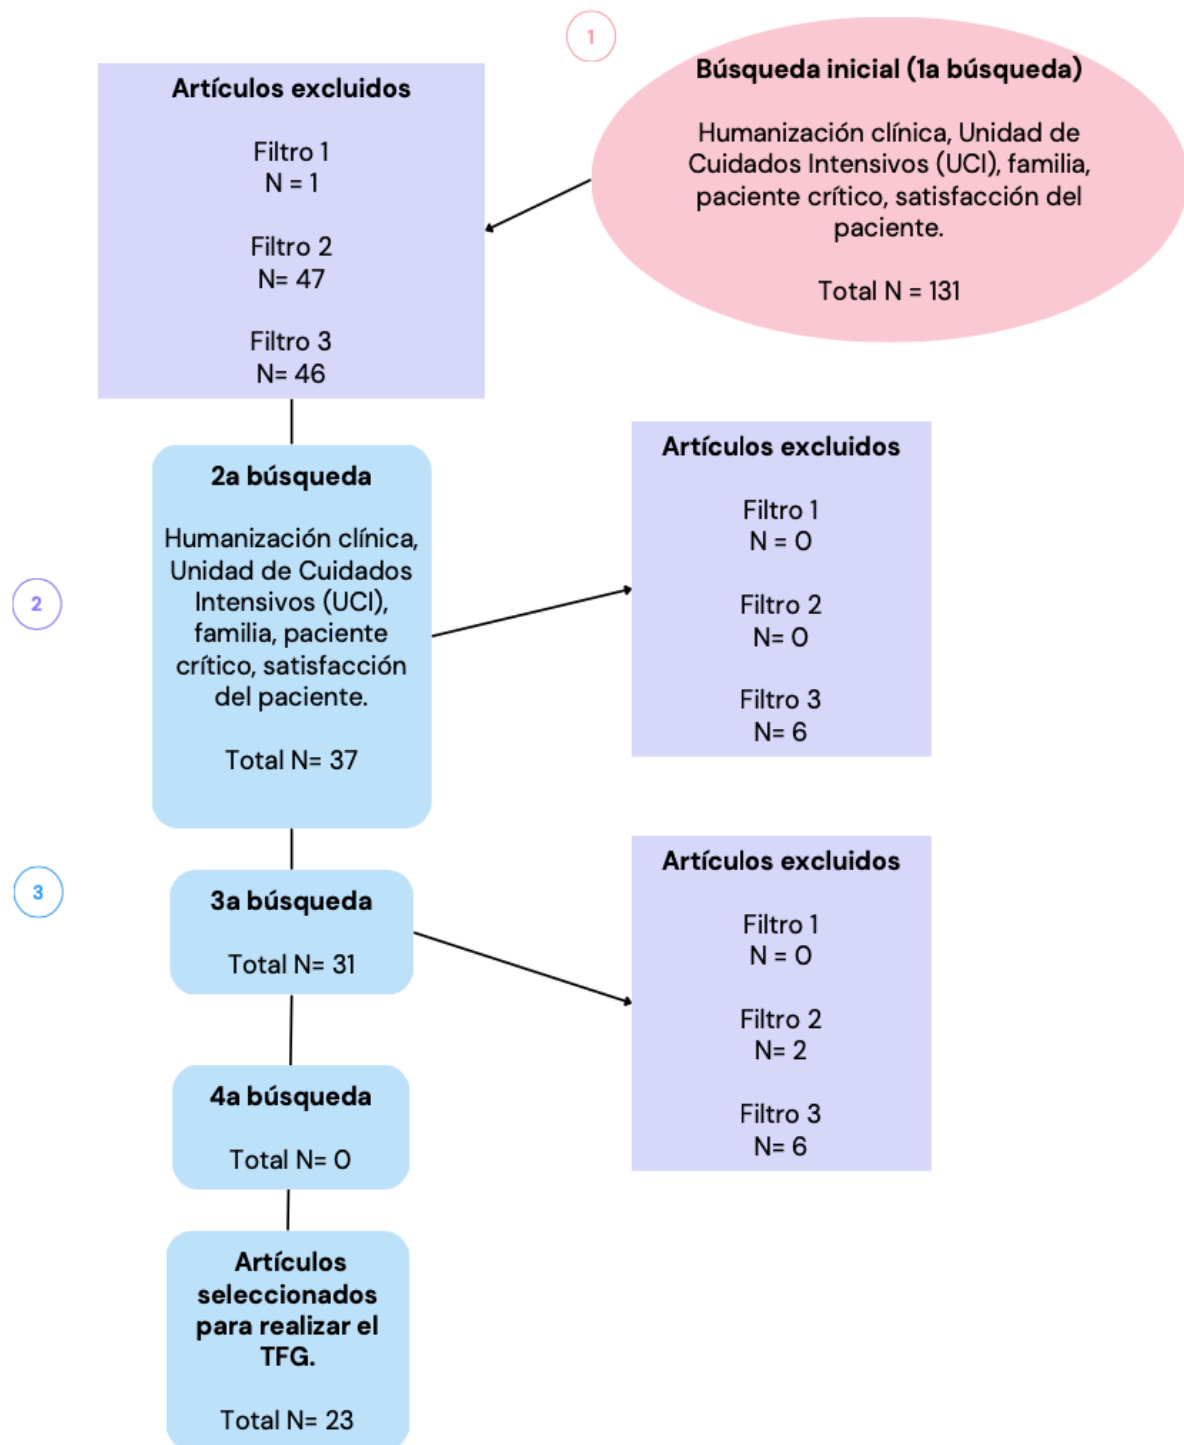 1
Búsqueda inicial (1a búsqueda)
Humanización clínica, Unidad de
Cuidados Intensivos (UCI), familia,
paciente crítico, satisfacción del
paciente.
Total N = 131
Artículos excluidos
Filtro 1
N = 1
Filtro 2
N= 47
Filtro 3
N= 46
2
2a búsqueda
Humanización clínica,
Unidad de Cuidados
Intensivos (UCI),
familia, paciente
crítico, satisfacción
del paciente.
Total N= 37
Artículos excluidos
Filtro 1
N = 0
Filtro 2
N= 0
Filtro 3
N= 6
3
3a búsqueda
Total N= 31
Artículos excluidos
Filtro 1
N = 0
Filtro 2
N= 2
Filtro 3
N= 6
4a búsqueda
Total N= 0
Artículos
seleccionados
para realizar el
TFG.
Total N= 23